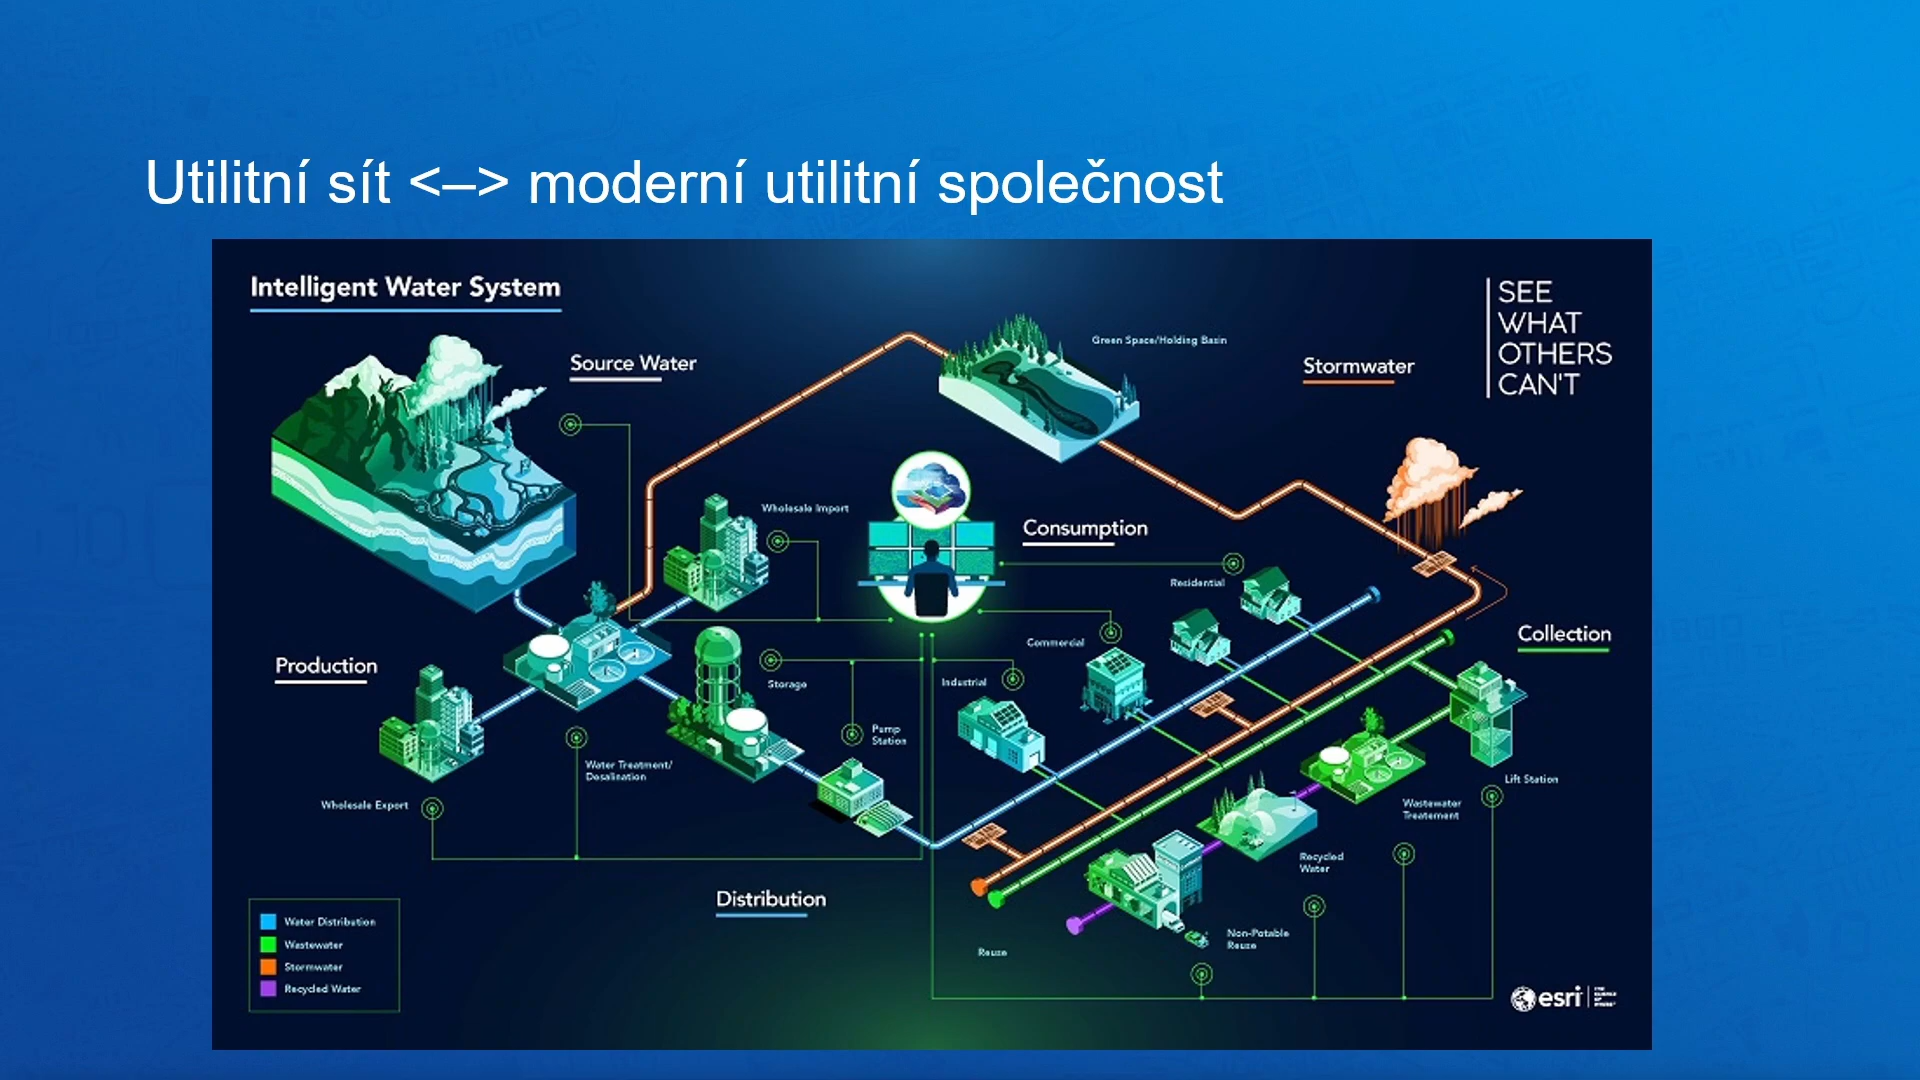 Utilitní sít <–> moderní utilitní společnost
Intelligent Water System
SEE
WHAT
OTHERS
CAN'T
Source Water
Green Space/Holding Basin
Stormwater
Wholesale Import
Consumption
Residential
Commercial
Collection
Production
Industrial
Storage
Pump
Station
Water Treatment/
Desalination
Lift Station
Wholesale Export
Wastewater
Treatement
Recycled
Water
Distribution
Water Distribution
Wastewater
Stormwater
Recycled Water
Non-Potable
Reuse
Reuse
esri